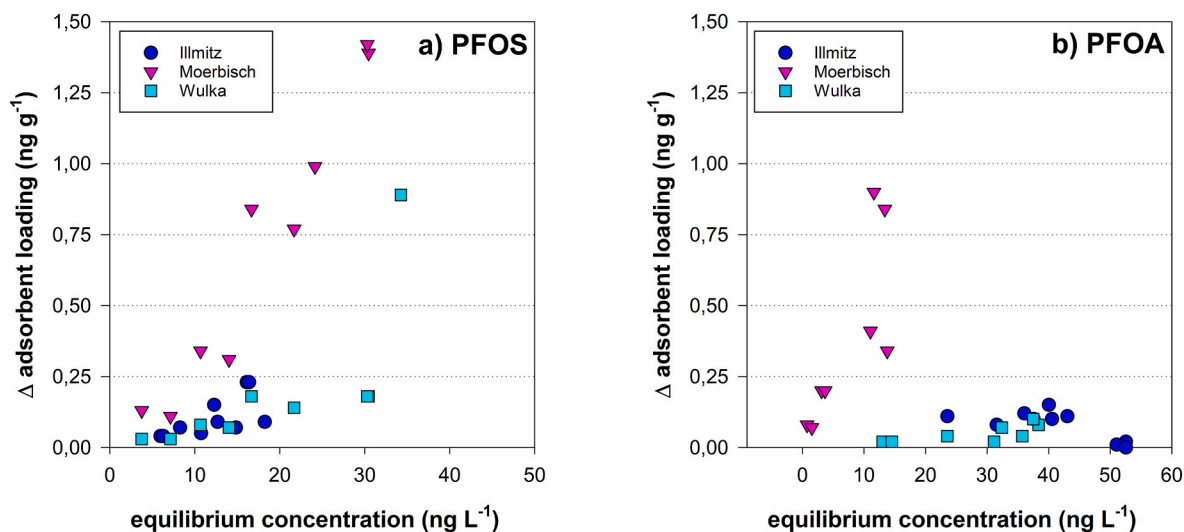 a) PFOS
Illmitz
Moerbisch
Wulka
Δ adsorbent loading (ng g⁻¹)
1,50
1,25
1,00
0,75
0,50
0,25
0,00
0 10 20 30 40 50
equilibrium concentration (ng L⁻¹)
b) PFOA
Illmitz
Moerbisch
Wulka
Δ adsorbent loading (ng g⁻¹)
1,50
1,25
1,00
0,75
0,50
0,25
0,00
0 10 20 30 40 50 60
equilibrium concentration (ng L⁻¹)